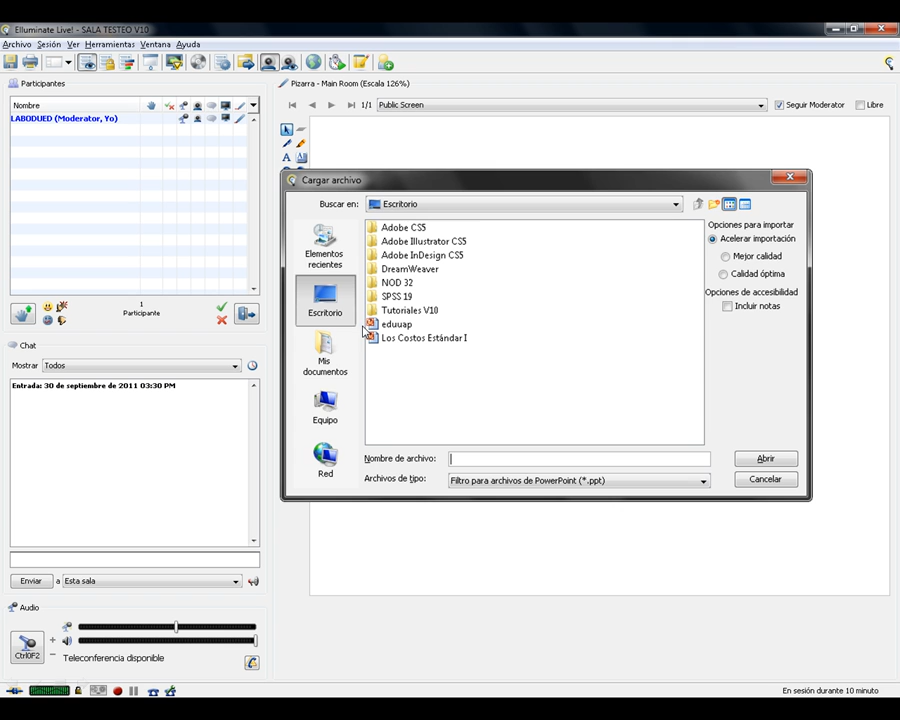 Elluminate Live! - SALA TESTEO V10
Archivo Sesión Ver Herramientas Ventana Ayuda
Participantes
Nombre
LABODUED (Moderator, Yo)
1
Participante
Chat
Mostrar Todos
Entrada: 30 de septiembre de 2011 03:30 PM
Enviar a Esta sala
Audio
Ctrl0F2
Teleconferencia disponible
Pizarra - Main Room (Escala 126%)
1/1 Public Screen
Seguir Moderator
Libre
Cargar archivo
Buscar en: Escritorio
Elementos
recientes
Escritorio
Mis
documentos
Equipo
Red
Adobe CS5
Adobe Illustrator CS5
Adobe InDesign CS5
DreamWeaver
NOD 32
SPSS 19
Tutoriales V10
eduuap
Los Costos Estándar I
Opciones para importar
Acelerar importación
Mejor calidad
Calidad óptima
Opciones de accesibilidad
Incluir notas
Nombre de archivo:
Abrir
Archivos de tipo: Filtro para archivos de PowerPoint (*.ppt)
Cancelar
En sesión durante 10 minuto